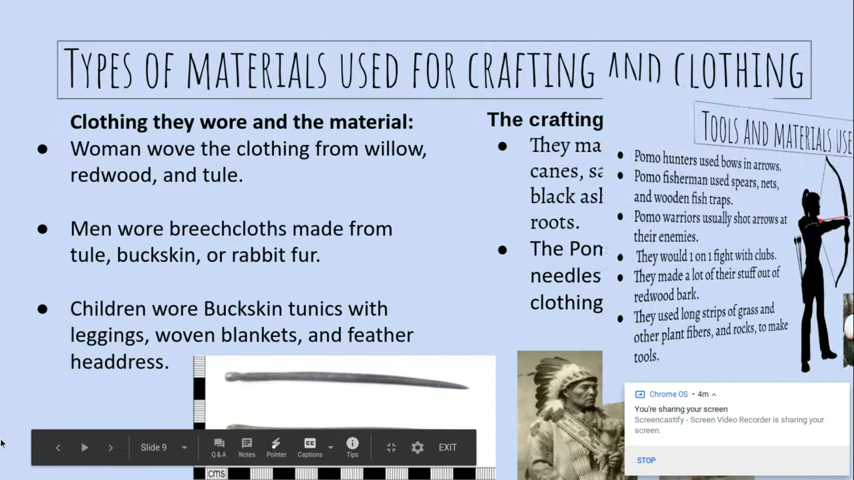 TYPES OF MATERIALS USED FOR CRAFTING AND CLOTHING
Clothing they wore and the material:
● Woman wove the clothing from willow,
redwood, and tule.
● Men wore breechcloths made from
tule, buckskin, or rabbit fur.
● Children wore Buckskin tunics with
leggings, woven blankets, and feather
headdress.
The crafting
● They ma
canes, sa
black ash
roots.
● The Pom
needles
clothing
TOOLS AND MATERIALS USE
● Pomo hunters used bows in arrows.
● Pomo fisherman used spears, nets,
and wooden fish traps.
● Pomo warriors usually shot arrows at
their enemies.
● They would 1 on 1 fight with clubs.
● They made a lot of their stuff out of
redwood bark.
● They used long strips of grass and
other plant fibers, and rocks, to make
tools.
cms
Slide 9
Q & A
Notes
Pointer
Captions
Tips
EXIT
Chrome OS • 4m
You're sharing your screen
Screencastify - Screen Video Recorder is sharing your
screen.
STOP